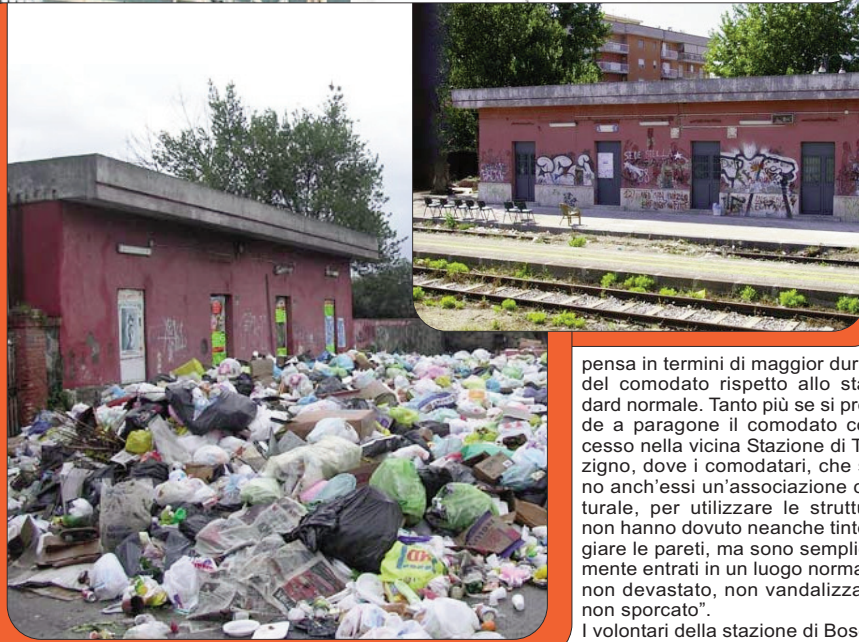 pensa in termini di maggior dur
del comodato rispetto allo sta
dard normale. Tanto più se si pre
de a paragone il comodato co
cesso nella vicina Stazione di T
zigno, dove i comodatari, che s
no anch'essi un'associazione c
turale, per utilizzare le struttu
non hanno dovuto neanche tinte
giare le pareti, ma sono semplic
mente entrati in un luogo norma
non devastato, non vandalizza
non sporcato".
I volontari della stazione di Bos